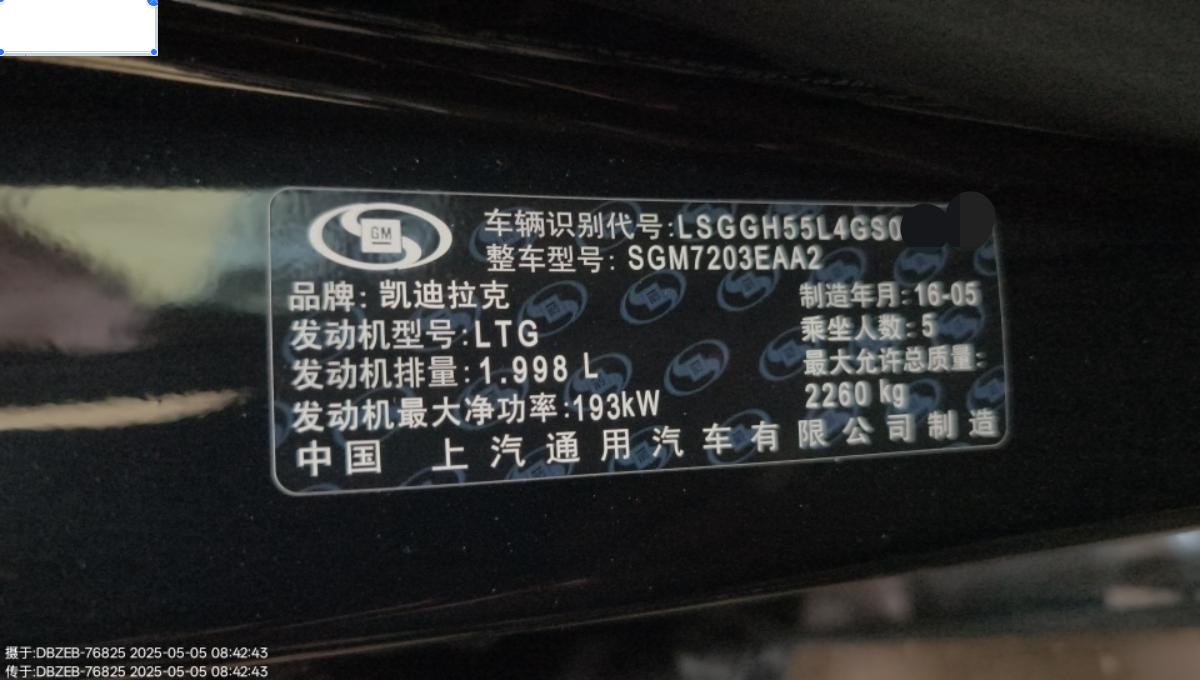 GM
车辆识别代号:LSGGH55L4GS0
整车型号: SGM7203EAA2
品牌: 凯迪拉克
制造年月:16-05
发动机型号:LTG
乘坐人数:5
发动机排量:1.998 L
最大允许总质量:
2260 kg
发动机最大净功率:193kW
中国 上汽通用汽车有限公司制造
摄于:DBZEB-76825 2025-05-05 08:42:43
传于:DBZEB-76825 2025-05-05 08:42:43